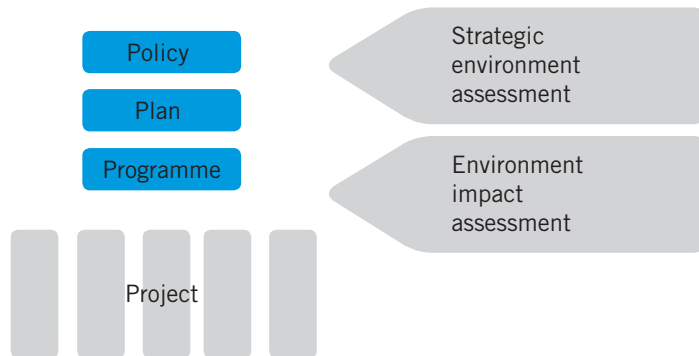 Policy
Plan
Programme
Project
Strategic
environment
assessment
Environment
impact
assessment